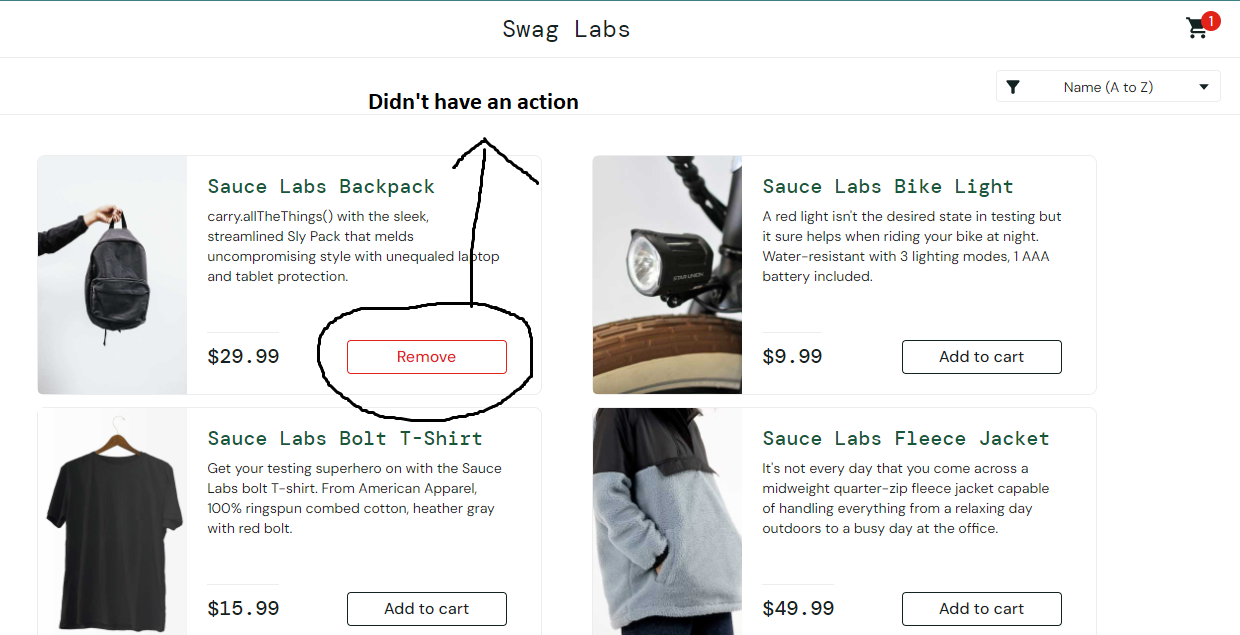 Swag Labs
1
Name (A to Z)
Didn't have an action
Sauce Labs Backpack
carry.allTheThings() with the sleek,
streamlined Sly Pack that melds
uncompromising style with unequaled laptop
and tablet protection.
$29.99
Remove
Sauce Labs Bike Light
A red light isn't the desired state in testing but
it sure helps when riding your bike at night.
Water-resistant with 3 lighting modes, 1 AAA
battery included.
STAR UNION
$9.99
Add to cart
Sauce Labs Bolt T-Shirt
Get your testing superhero on with the Sauce
Labs bolt T-shirt. From American Apparel,
100% ringspun combed cotton, heather gray
with red bolt.
$15.99
Add to cart
Sauce Labs Fleece Jacket
It's not every day that you come across a
midweight quarter-zip fleece jacket capable
of handling everything from a relaxing day
outdoors to a busy day at the office.
$49.99
Add to cart